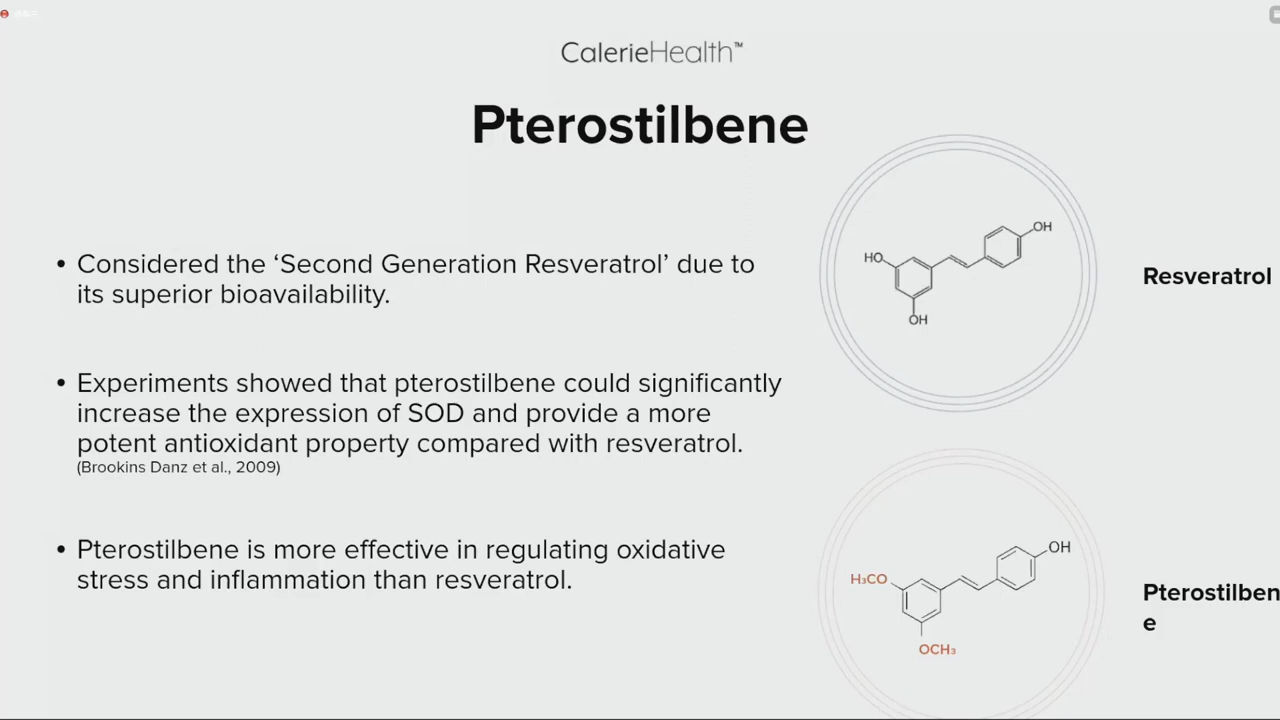 CalerieHealth™
Pterostilbene
• Considered the ‘Second Generation Resveratrol’ due to
its superior bioavailability.
• Experiments showed that pterostilbene could significantly
increase the expression of SOD and provide a more
potent antioxidant property compared with resveratrol.
(Brookins Danz et al., 2009)
• Pterostilbene is more effective in regulating oxidative
stress and inflammation than resveratrol.
OH
HO
OH
Resveratrol
OH
H₃CO
OCH₃
Pterostilben
e